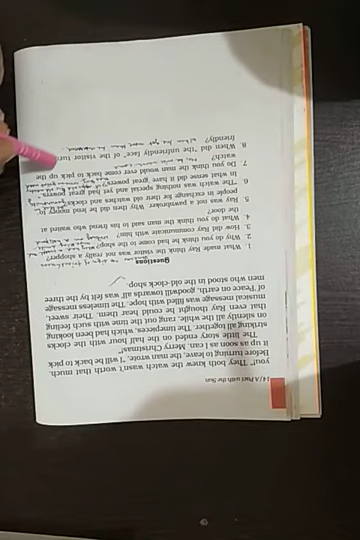 14/A Pact with the Sun
you!" They both knew the watch wasn't worth that much.
Before turning to leave, the man wrote, "I will be back to pick
it up as soon as I can. Merry Christmas!"
The little story ended on the half hour with the clocks
striking all together. The timepieces, which had been looking
on silently all the while, rang out the time with such feeling
that even Ray thought he could hear them. Their sweet,
musical message was filled with hope. The timeless message
of 'Peace on earth, goodwill towards all' was felt by the three
men who stood in the old-clock shop.
Questions
1. What made Ray think the visitor was not really a shopper?
2. Why do you think he had come to the shop?
3. How did Ray communicate with him?
4. What do you think the man said to his friend who waited at
the door?
5. Ray was not a pawnbroker. Why then did he lend money to
people in exchange for their old watches and clocks?
6. "The watch was nothing special and yet had great powers."
In what sense did it have great powers?
7. Do you think the man would ever come back to pick up the
watch?
8. When did "the unfriendly face" of the visitor turn
friendly?